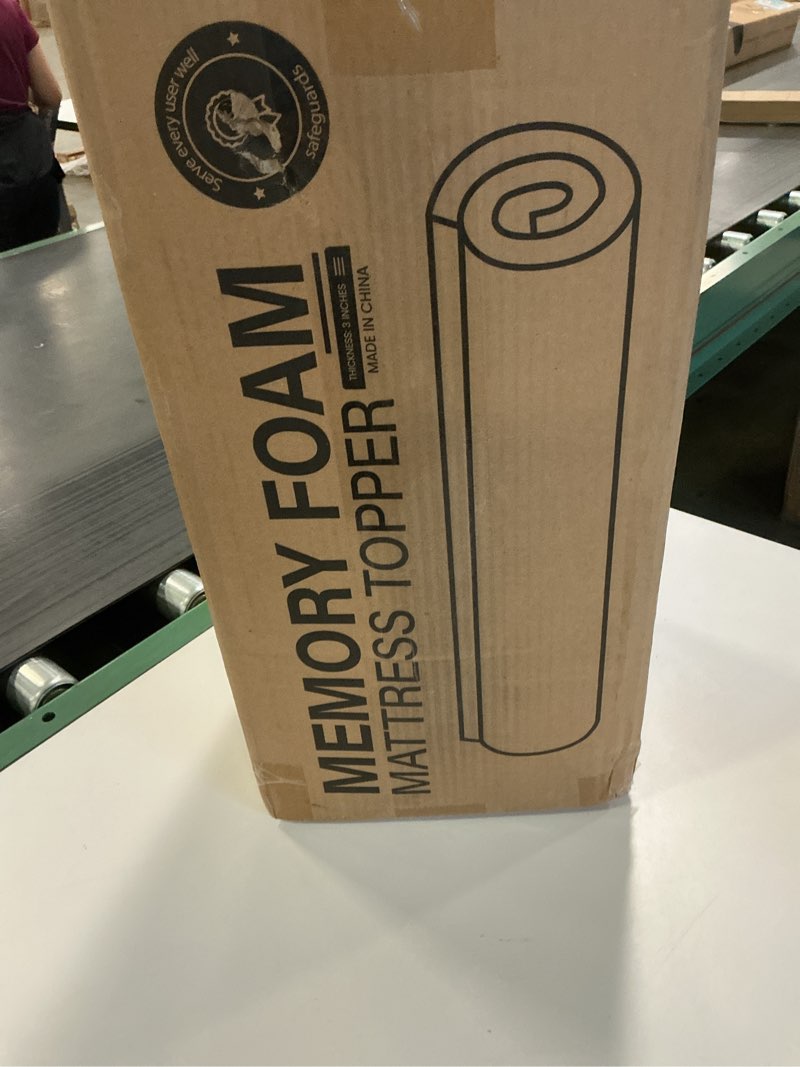 Serve every user well
safeguards
MEMORY FOAM
MATTRESS TOPPER
THICKNESS: 3 INCHES
MADE IN CHINA